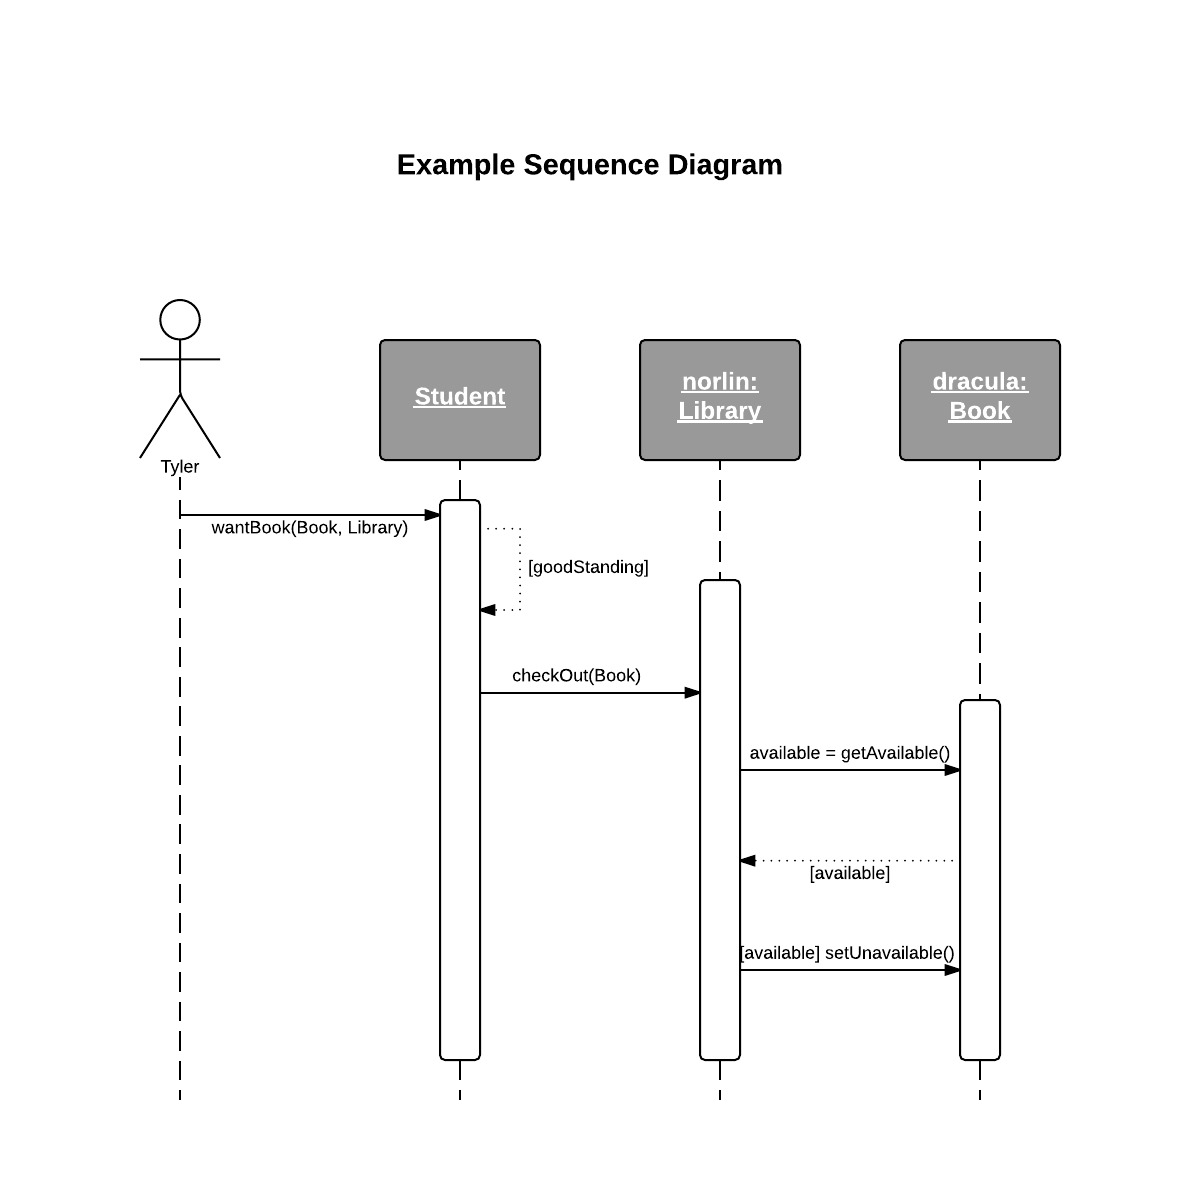 Example Sequence Diagram
Tyler
Student
norlin:
Library
dracula:
Book
wantBook(Book, Library)
[goodStanding]
checkOut(Book)
available = getAvailable()
[available]
[available] setUnavailable()